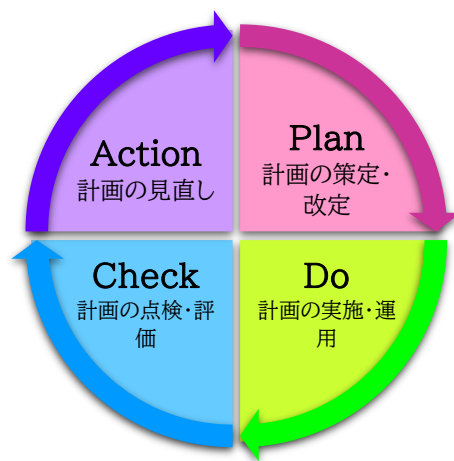 Plan
計画の策定・
改定
Do
計画の実施・運
用
Check
計画の点検・評
価
Action
計画の見直し